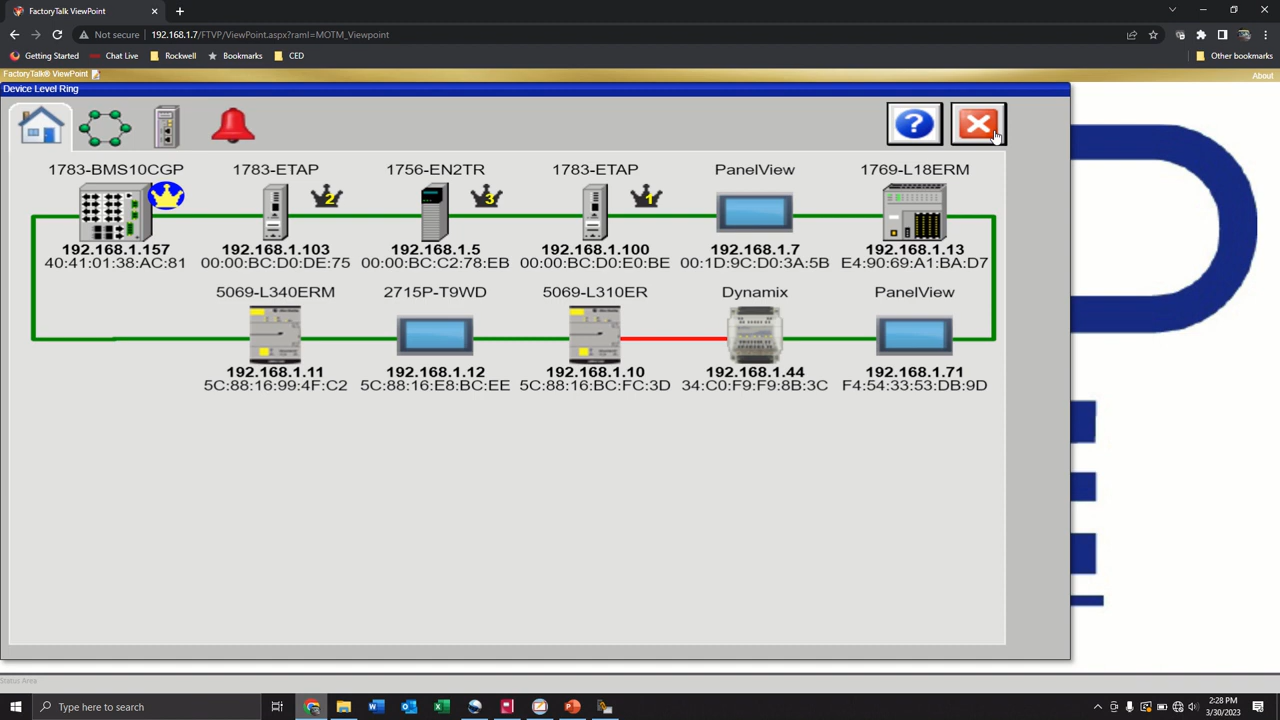 FactoryTalk ViewPoint
Not secure
192.168.1.7/FTVP/ViewPoint.aspx?raml=MOTM_Viewpoint
Getting Started
Chat Live
Rockwell
Bookmarks
CED
Other bookmarks
FactoryTalk® ViewPoint
About
Device Level Ring
?
1783-BMS10CGP 1783-ETAP 1756-EN2TR 1783-ETAP PanelView 1769-L18ERM
2 3 1
192.168.1.157 192.168.1.103 192.168.1.5 192.168.1.100 192.168.1.7 192.168.1.13
40:41:01:38:AC:81 00:00:BC:D0:DE:75 00:00:BC:C2:78:EB 00:00:BC:D0:E0:BE 00:1D:9C:D0:3A:5B E4:90:69:A1:BA:D7
5069-L340ERM 2715P-T9WD 5069-L310ER Dynamix PanelView
192.168.1.11 192.168.1.12 192.168.1.10 192.168.1.44 192.168.1.71
5C:88:16:99:4F:C2 5C:88:16:E8:BC:EE 5C:88:16:BC:FC:3D 34:C0:F9:F9:8B:3C F4:54:33:53:DB:9D
Status Area
Type here to search
2:28 PM
3/30/2023